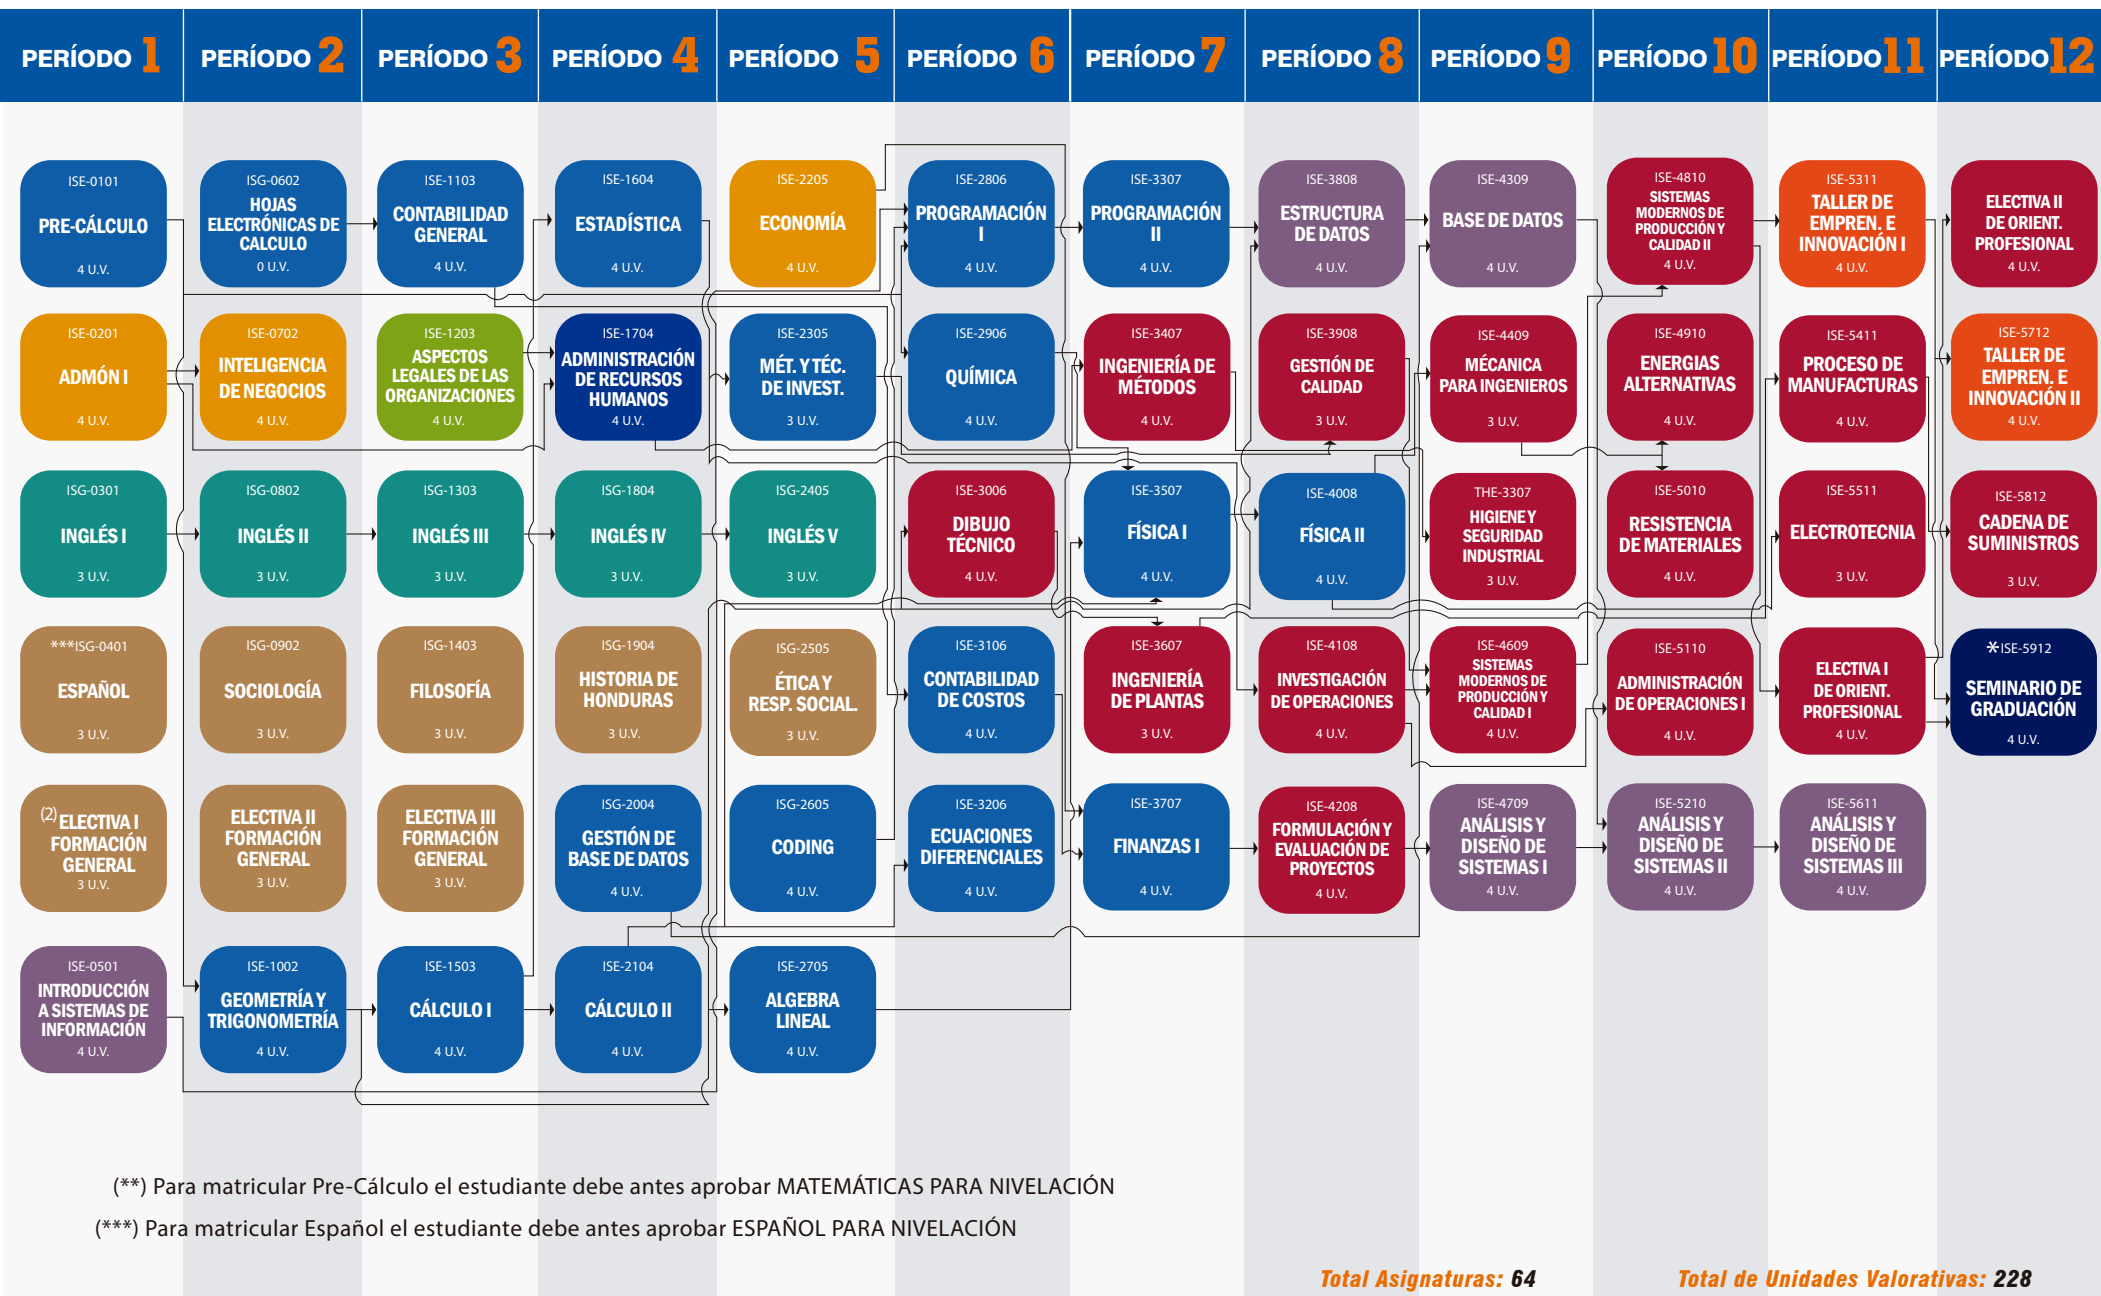 PERÍODO 1
PERÍODO 2
PERÍODO 3
PERÍODO 4
PERÍODO 5
PERÍODO 6
PERÍODO 7
PERÍODO 8
PERÍODO 9
PERÍODO 10
PERÍODO 11
PERÍODO 12
ISE-0101
PRE-CÁLCULO
4 U.V.
ISG-0602
HOJAS
ELECTRÓNICAS DE
CALCULO
0 U.V.
ISE-1103
CONTABILIDAD
GENERAL
4 U.V.
ISE-1604
ESTADÍSTICA
4 U.V.
ISE-2205
ECONOMÍA
4 U.V.
ISE-2806
PROGRAMACIÓN
I
4 U.V.
ISE-3307
PROGRAMACIÓN
II
4 U.V.
ISE-3808
ESTRUCTURA
DE DATOS
4 U.V.
ISE-4309
BASE DE DATOS
4 U.V.
ISE-4810
SISTEMAS
MODERNOS DE
PRODUCCIÓN Y
CALIDAD II
4 U.V.
ISE-5311
TALLER DE
EMPREN. E
INNOVACIÓN I
4 U.V.
ELECTIVA II
DE ORIENT.
PROFESIONAL
4 U.V.
ISE-0201
ADMÓN I
4 U.V.
ISE-0702
INTELIGENCIA
DE NEGOCIOS
4 U.V.
ISE-1203
ASPECTOS
LEGALES DE LAS
ORGANIZACIONES
4 U.V.
ISE-1704
ADMINISTRACIÓN
DE RECURSOS
HUMANOS
4 U.V.
ISE-2305
MÉT. Y TÉC.
DE INVEST.
3 U.V.
ISE-2906
QUÍMICA
4 U.V.
ISE-3407
INGENIERÍA DE
MÉTODOS
4 U.V.
ISE-3908
GESTIÓN DE
CALIDAD
3 U.V.
ISE-4409
MÉCANICA
PARA INGENIEROS
3 U.V.
ISE-4910
ENERGIAS
ALTERNATIVAS
4 U.V.
ISE-5411
PROCESO DE
MANUFACTURAS
4 U.V.
ISE-5712
TALLER DE
EMPREN. E
INNOVACIÓN II
4 U.V.
ISG-0301
INGLÉS I
3 U.V.
ISG-0802
INGLÉS II
3 U.V.
ISG-1303
INGLÉS III
3 U.V.
ISG-1804
INGLÉS IV
3 U.V.
ISG-2405
INGLÉS V
3 U.V.
ISE-3006
DIBUJO
TÉCNICO
4 U.V.
ISE-3507
FÍSICA I
4 U.V.
ISE-4008
FÍSICA II
4 U.V.
THE-3307
HIGIENE Y
SEGURIDAD
INDUSTRIAL
3 U.V.
ISE-5010
RESISTENCIA
DE MATERIALES
4 U.V.
ISE-5511
ELECTROTECNIA
3 U.V.
ISE-5812
CADENA DE
SUMINISTROS
3 U.V.
***ISG-0401
ESPAÑOL
3 U.V.
ISG-0902
SOCIOLOGÍA
3 U.V.
ISG-1403
FILOSOFÍA
3 U.V.
ISG-1904
HISTORIA DE
HONDURAS
3 U.V.
ISG-2505
ÉTICA Y
RESP. SOCIAL.
3 U.V.
ISE-3106
CONTABILIDAD
DE COSTOS
4 U.V.
ISE-3607
INGENIERÍA
DE PLANTAS
3 U.V.
ISE-4108
INVESTIGACIÓN
DE OPERACIONES
4 U.V.
ISE-4609
SISTEMAS
MODERNOS DE
PRODUCCIÓN Y
CALIDAD I
4 U.V.
ISE-5110
ADMINISTRACIÓN
DE OPERACIONES I
4 U.V.
ELECTIVA I
DE ORIENT.
PROFESIONAL
4 U.V.
*ISE-5912
SEMINARIO DE
GRADUACIÓN
4 U.V.
(2) ELECTIVA I
FORMACIÓN
GENERAL
3 U.V.
ELECTIVA II
FORMACIÓN
GENERAL
3 U.V.
ELECTIVA III
FORMACIÓN
GENERAL
3 U.V.
ISG-2004
GESTIÓN DE
BASE DE DATOS
4 U.V.
ISG-2605
CODING
4 U.V.
ISE-3206
ECUACIONES
DIFERENCIALES
4 U.V.
ISE-3707
FINANZAS I
4 U.V.
ISE-4208
FORMULACIÓN Y
EVALUACIÓN DE
PROYECTOS
4 U.V.
ISE-4709
ANÁLISIS Y
DISEÑO DE
SISTEMAS I
4 U.V.
ISE-5210
ANÁLISIS Y
DISEÑO DE
SISTEMAS II
4 U.V.
ISE-5611
ANÁLISIS Y
DISEÑO DE
SISTEMAS III
4 U.V.
ISE-0501
INTRODUCCIÓN
A SISTEMAS DE
INFORMACIÓN
4 U.V.
ISE-1002
GEOMETRÍA Y
TRIGONOMETRÍA
4 U.V.
ISE-1503
CÁLCULO I
4 U.V.
ISE-2104
CÁLCULO II
4 U.V.
ISE-2705
ALGEBRA
LINEAL
4 U.V.
(**) Para matricular Pre-Cálculo el estudiante debe antes aprobar MATEMÁTICAS PARA NIVELACIÓN
(***) Para matricular Español el estudiante debe antes aprobar ESPAÑOL PARA NIVELACIÓN
Total Asignaturas: 64
Total de Unidades Valorativas: 228